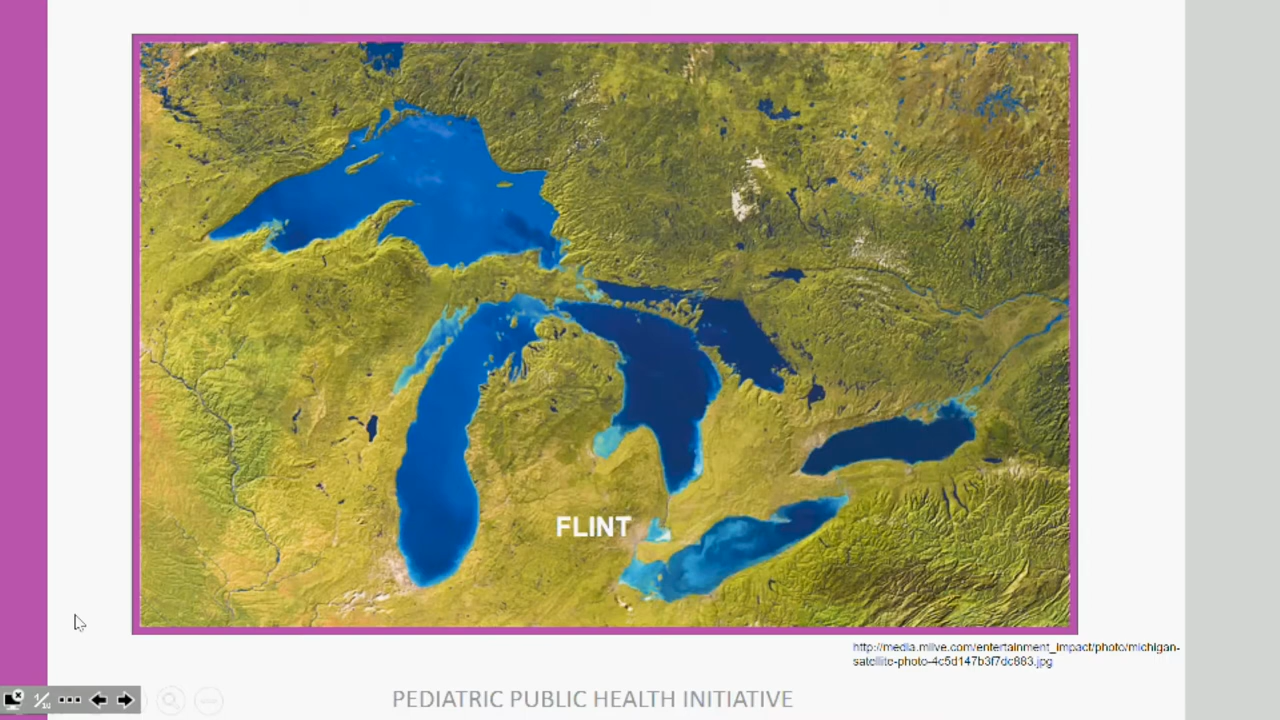 FLINT
http://media.mlive.com/entertainment_impact/photo/michigan-
satellite-photo-4c5d147b3f7dc883.jpg
PEDIATRIC PUBLIC HEALTH INITIATIVE